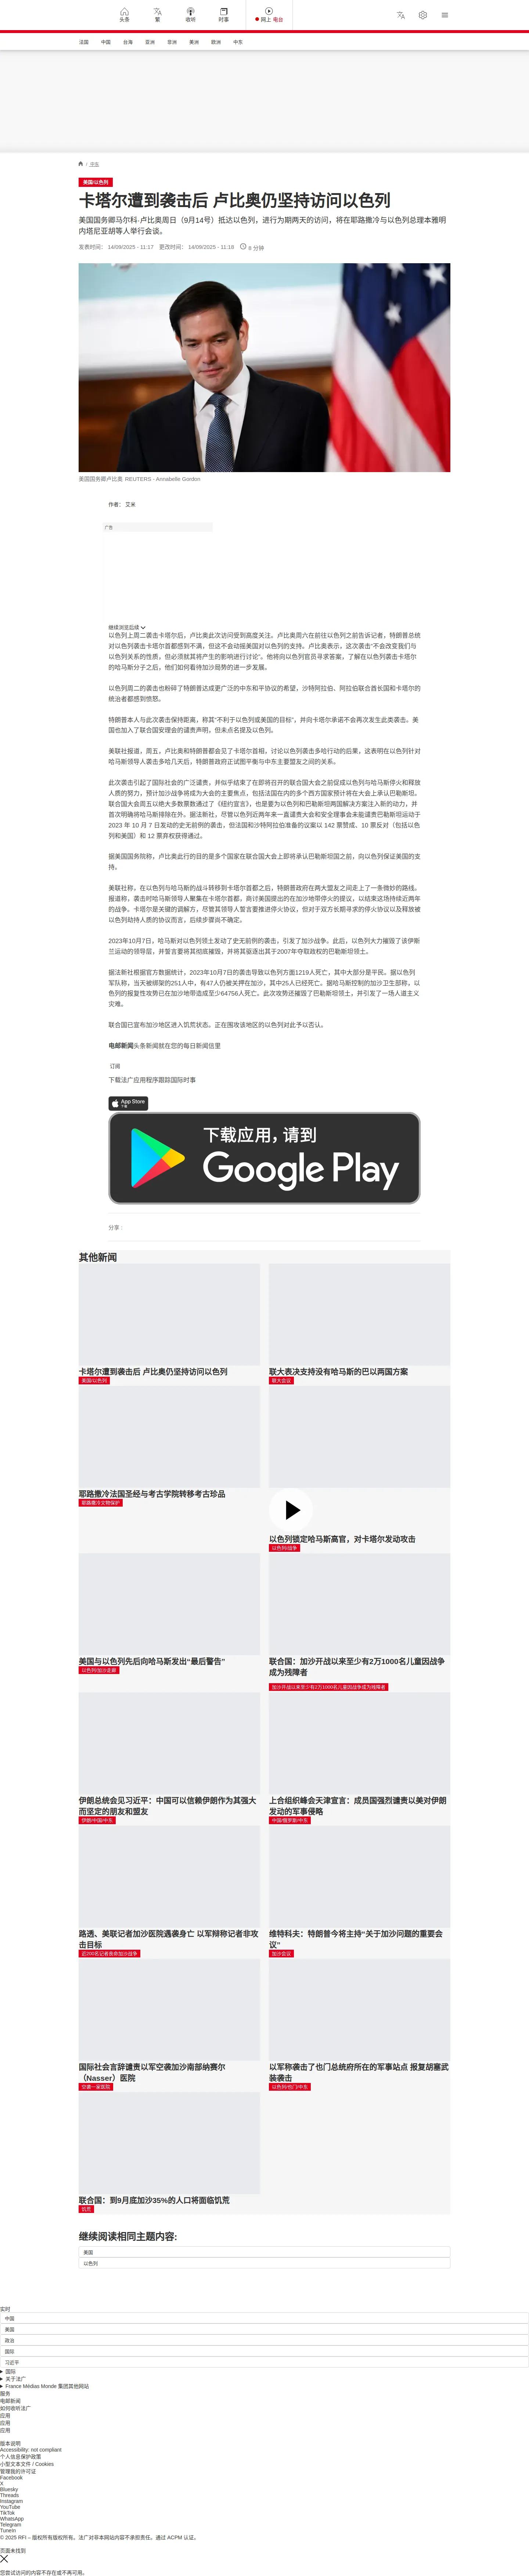 头条
繁
收听
时事
网上 电台
法国
中国
台海
亚洲
非洲
美洲
欧洲
中东
/ 中东
美国/以色列
卡塔尔遭到袭击后 卢比奥仍坚持访问以色列
美国国务卿马尔科·卢比奥周日（9月14号）抵达以色列，进行为期两天的访问，将在耶路撒冷与以色列总理本雅明
内塔尼亚胡等人举行会谈。
发表时间： 14/09/2025 - 11:17 更改时间： 14/09/2025 - 11:18 8 分钟
美国国务卿卢比奥 REUTERS - Annabelle Gordon
作者： 艾米
广告
继续浏览后续
以色列上周二袭击卡塔尔后，卢比奥此次访问受到高度关注。卢比奥周六在前往以色列之前告诉记者，特朗普总统
对以色列袭击卡塔尔首都感到不满，但这不会动摇美国对以色列的支持。卢比奥表示，这次袭击“不会改变我们与
以色列关系的性质，但必须就其将产生的影响进行讨论”。他将向以色列官员寻求答案，了解在以色列袭击卡塔尔
的哈马斯分子之后，他们如何看待加沙局势的进一步发展。
以色列周二的袭击也粉碎了特朗普达成更广泛的中东和平协议的希望，沙特阿拉伯、阿拉伯联合酋长国和卡塔尔的
统治者都感到愤怒。
特朗普本人与此次袭击保持距离，称其“不利于以色列或美国的目标”，并向卡塔尔承诺不会再次发生此类袭击。美
国也加入了联合国安理会的谴责声明，但未点名提及以色列。
美联社报道，周五，卢比奥和特朗普都会见了卡塔尔首相，讨论以色列袭击多哈行动的后果，这表明在以色列针对
哈马斯领导人袭击多哈几天后，特朗普政府正试图平衡与中东主要盟友之间的关系。
此次袭击引起了国际社会的广泛谴责，并似乎结束了在即将召开的联合国大会之前促成以色列与哈马斯停火和释放
人质的努力，预计加沙战争将成为大会的主要焦点，包括法国在内的多个西方国家预计将在大会上承认巴勒斯坦。
联合国大会周五以绝大多数票数通过了《纽约宣言》，也是要为以色列和巴勒斯坦两国解决方案注入新的动力，并
首次明确将哈马斯排除在外。据法新社，尽管以色列近两年来一直谴责大会和安全理事会未能谴责巴勒斯坦运动于
2023 年 10 月 7 日发动的史无前例的袭击，但法国和沙特阿拉伯准备的议案以 142 票赞成、10 票反对（包括以色
列和美国）和 12 票弃权获得通过。
据美国国务院称，卢比奥此行的目的是多个国家在联合国大会上即将承认巴勒斯坦国之前，向以色列保证美国的支
持。
美联社称，在以色列与哈马斯的战斗转移到卡塔尔首都之后，特朗普政府在两大盟友之间走上了一条微妙的路线。
报道称，袭击时哈马斯领导人聚集在卡塔尔首都，商讨美国提出的在加沙地带停火的提议，以结束这场持续近两年
的战争。卡塔尔是关键的调解方，尽管其领导人誓言要推进停火协议，但对于双方长期寻求的停火协议以及释放被
以色列劫持人质的协议而言，后续步骤尚不确定。
2023年10月7日，哈马斯对以色列领土发动了史无前例的袭击，引发了加沙战争。此后，以色列大力摧毁了该伊斯
兰运动的领导层，并誓言要将其彻底摧毁，并将其驱逐出其于2007年夺取政权的巴勒斯坦领土。
据法新社根据官方数据统计，2023年10月7日的袭击导致以色列方面1219人死亡，其中大部分是平民。据以色列
军队称，当天被绑架的251人中，有47人仍被关押在加沙，其中25人已经死亡。据哈马斯控制的加沙卫生部称，以
色列的报复性攻势已在加沙地带造成至少64756人死亡。此次攻势还摧毁了巴勒斯坦领土，并引发了一场人道主义
灾难。
联合国已宣布加沙地区进入饥荒状态。正在围攻该地区的以色列对此予以否认。
电邮新闻头条新闻就在您的每日新闻信里
订阅
下载法广应用程序跟踪国际时事
App Store
下载应用，请到
Google Play
分享 :
其他新闻
卡塔尔遭到袭击后 卢比奥仍坚持访问以色列
美国/以色列
联大表决支持没有哈马斯的巴以两国方案
联大会议
耶路撒冷法国圣经与考古学院转移考古珍品
耶路撒冷文物保护
以色列锁定哈马斯高官，对卡塔尔发动攻击
以色列/战争
美国与以色列先后向哈马斯发出“最后警告”
以色列/加沙走廊
联合国：加沙开战以来至少有2万1000名儿童因战争
成为残障者
加沙开战以来至少有2万1000名儿童因战争成为残障者
伊朗总统会见习近平：中国可以信赖伊朗作为其强大
而坚定的朋友和盟友
伊朗/中国/中东
上合组织峰会天津宣言：成员国强烈谴责以美对伊朗
发动的军事侵略
中国/俄罗斯/中东
路透、美联记者加沙医院遇袭身亡 以军辩称记者非攻
击目标
近200名记者丧命加沙战争
维特科夫：特朗普今将主持“关于加沙问题的重要会
议”
加沙会议
国际社会言辞谴责以军空袭加沙南部纳赛尔
（Nasser）医院
空袭一家医院
以军称袭击了也门总统府所在的军事站点 报复胡塞武
装袭击
以色列/也门/中东
联合国：到9月底加沙35%的人口将面临饥荒
饥荒
继续阅读相同主题内容:
美国
以色列
实时
中国
美国
政治
国际
习近平
国际
关于法广
France Médias Monde 集团其他网站
服务
电邮新闻
如何收听法广
应用
应用
应用
版本说明
Accessibility: not compliant
个人信息保护政策
小型文本文件 / Cookies
管理我的许可证
Facebook
X
Bluesky
Threads
Instagram
YouTube
TikTok
WhatsApp
Telegram
TuneIn
© 2025 RFI – 版权所有版权所有。法广对非本网站内容不承担责任。通过 ACPM 认证。
页面未找到
您尝试访问的内容不存在或不再可用。